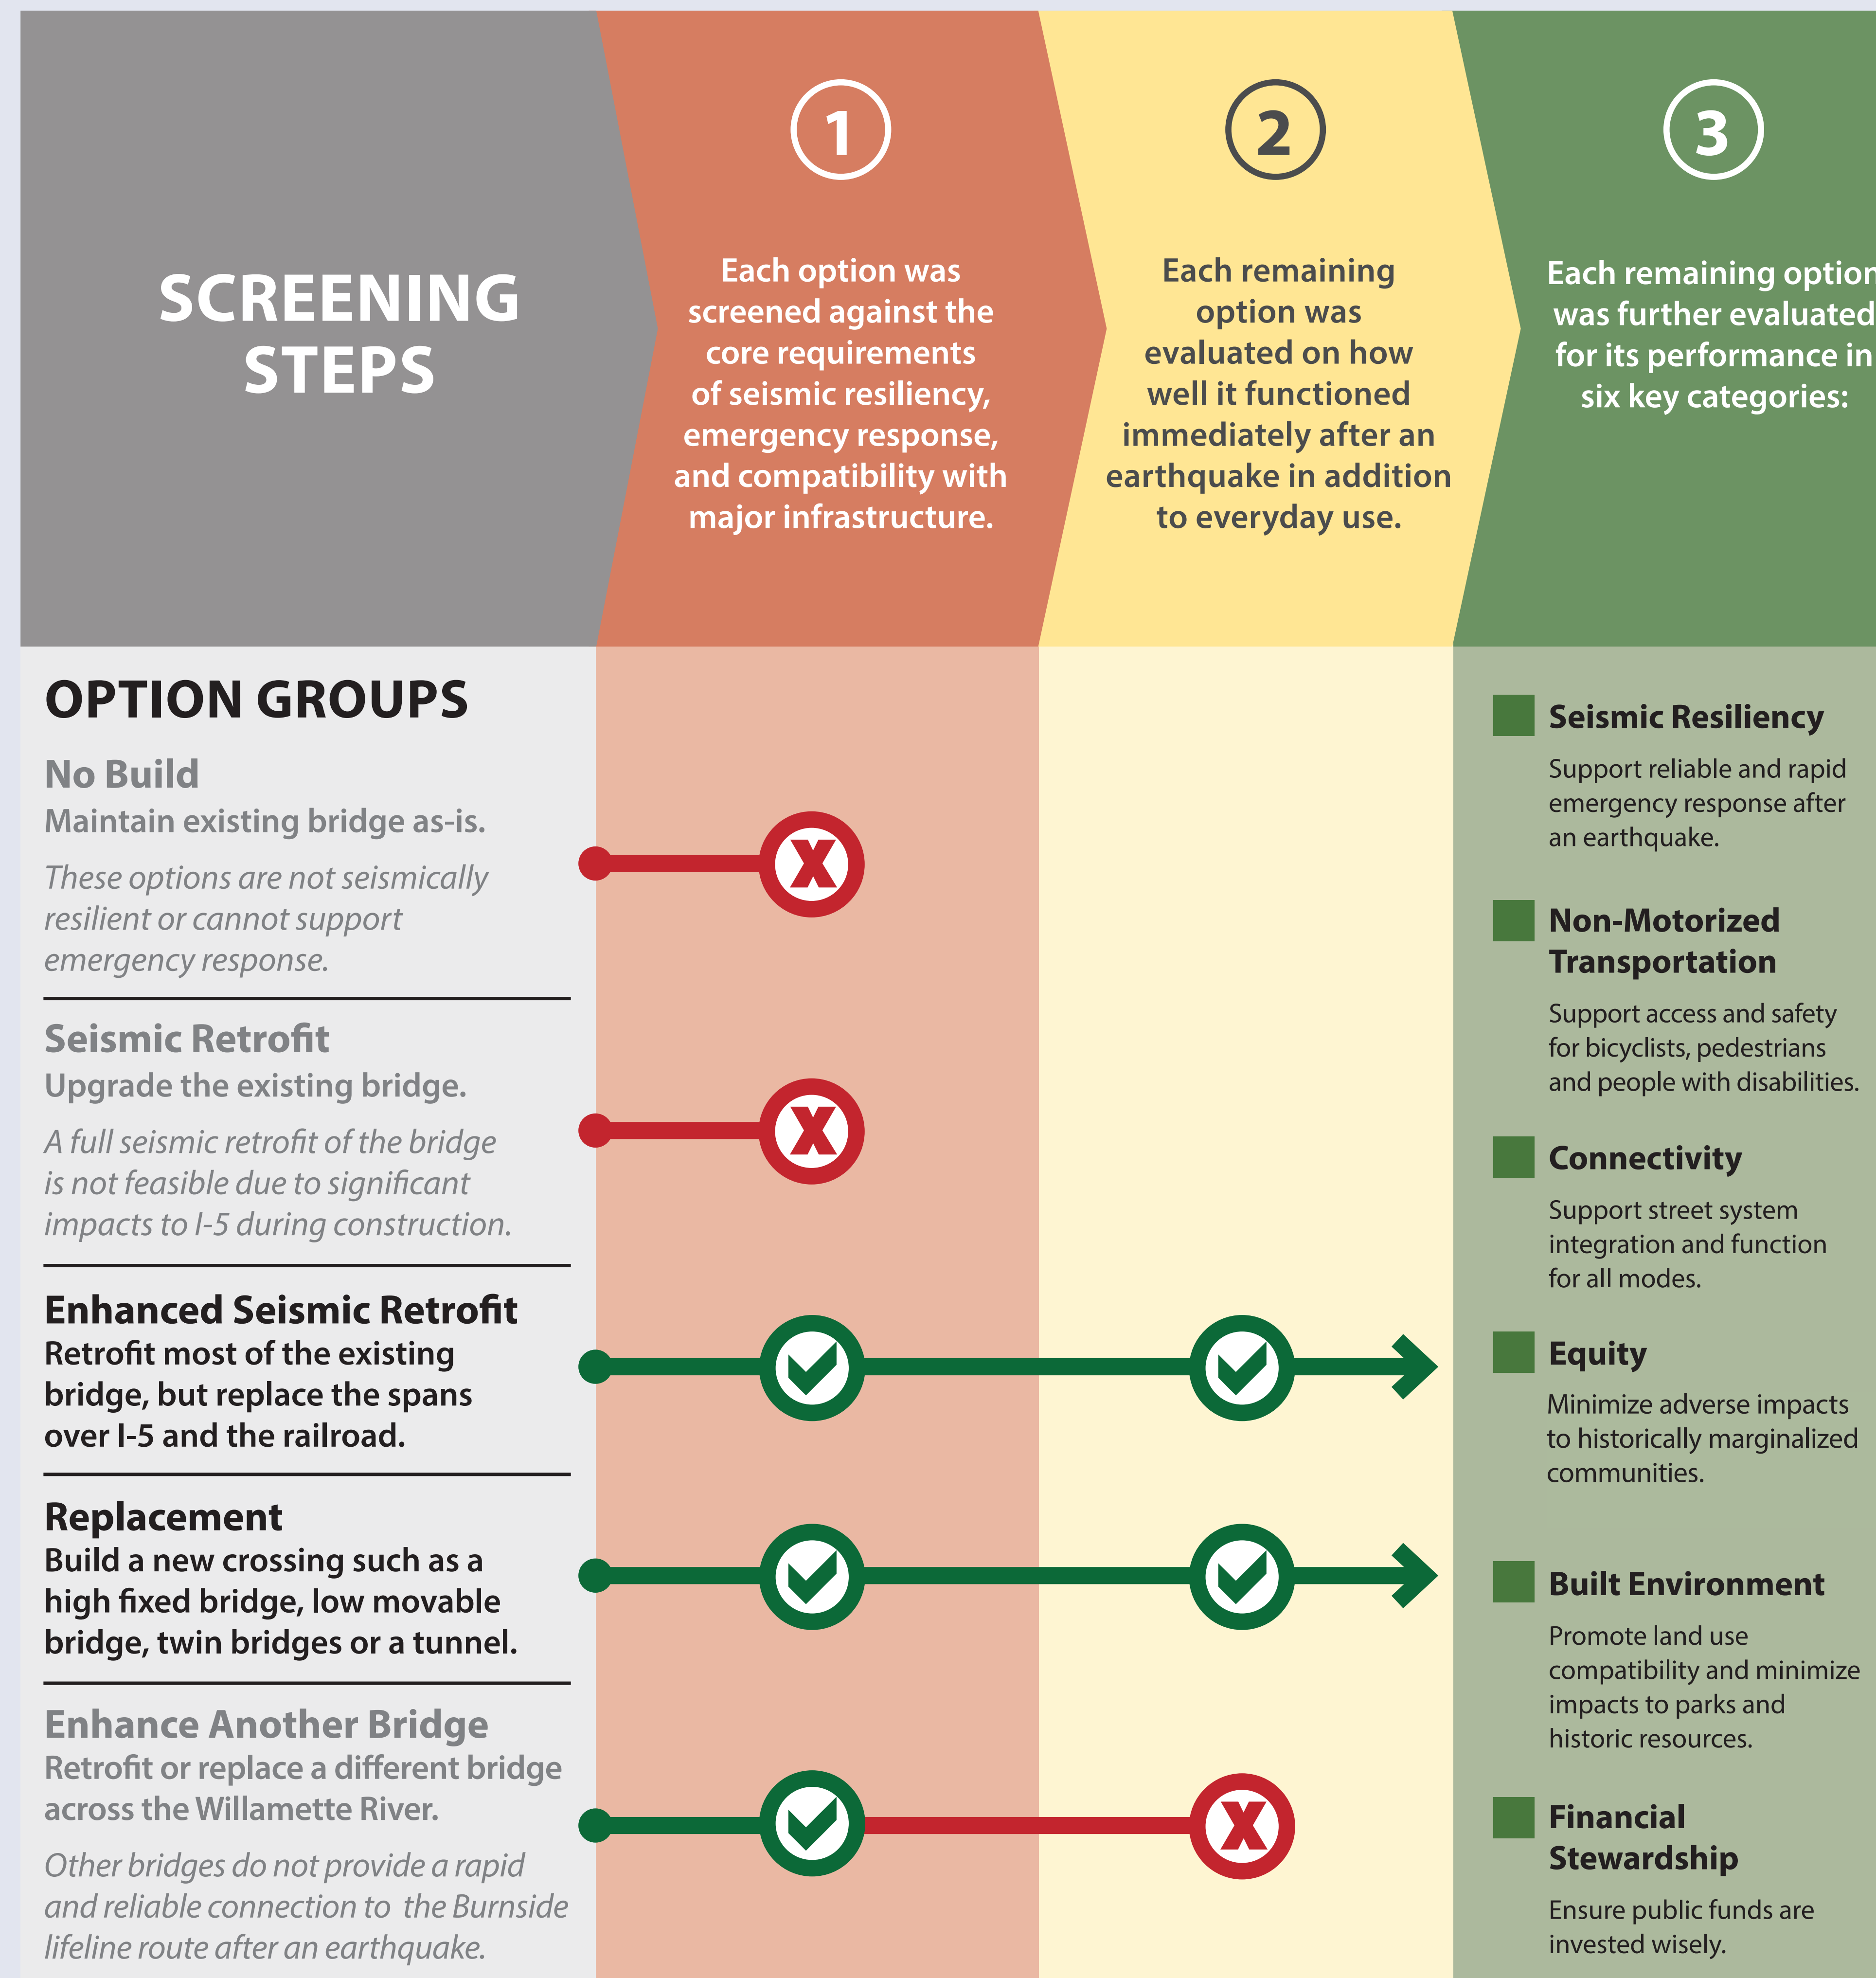 SCREENING
STEPS
1
Each option was
screened against the
core requirements
of seismic resiliency,
emergency response,
and compatibility with
major infrastructure.
2
Each remaining
option was
evaluated on how
well it functioned
immediately after an
earthquake in addition
to everyday use.
3
Each remaining option
was further evaluated
for its performance in
six key categories:
OPTION GROUPS
No Build
Maintain existing bridge as-is.
These options are not seismically
resilient or cannot support
emergency response.
X
Seismic Retrofit
Upgrade the existing bridge.
A full seismic retrofit of the bridge
is not feasible due to significant
impacts to I-5 during construction.
X
Enhanced Seismic Retrofit
Retrofit most of the existing
bridge, but replace the spans
over I-5 and the railroad.
Replacement
Build a new crossing such as a
high fixed bridge, low movable
bridge, twin bridges or a tunnel.
Enhance Another Bridge
Retrofit or replace a different bridge
across the Willamette River.
Other bridges do not provide a rapid
and reliable connection to the Burnside
lifeline route after an earthquake.
X
Seismic Resiliency
Support reliable and rapid
emergency response after
an earthquake.
Non-Motorized
Transportation
Support access and safety
for bicyclists, pedestrians
and people with disabilities.
Connectivity
Support street system
integration and function
for all modes.
Equity
Minimize adverse impacts
to historically marginalized
communities.
Built Environment
Promote land use
compatibility and minimize
impacts to parks and
historic resources.
Financial
Stewardship
Ensure public funds are
invested wisely.